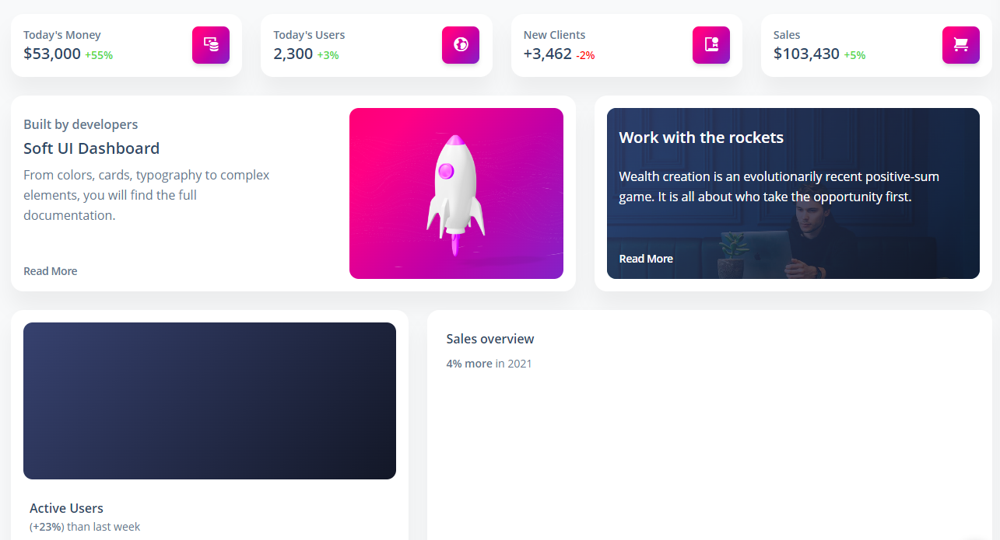 Today's Money
$53,000 +55%
Today's Users
2,300 +3%
New Clients
+3,462 -2%
Sales
$103,430 +5%
Built by developers
Soft UI Dashboard
From colors, cards, typography to complex
elements, you will find the full
documentation.
Read More
Work with the rockets
Wealth creation is an evolutionarily recent positive-sum
game. It is all about who take the opportunity first.
Read More
Active Users
(+23%) than last week
Sales overview
4% more in 2021